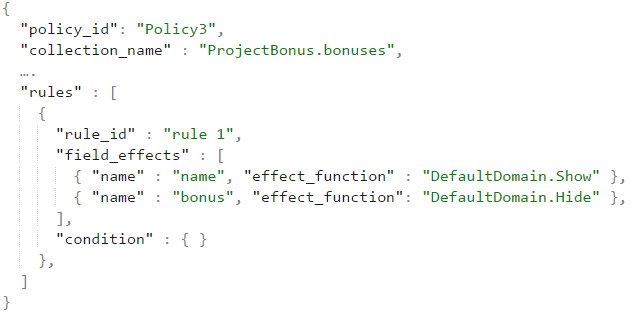 {
  "policy_id": "Policy3",
  "collection_name" : "ProjectBonus.bonuses",
  ….
  "rules" : [
    {
      "rule_id" : "rule 1",
      "field_effects" : [
        { "name" : "name", "effect_function" : "DefaultDomain.Show" },
        { "name" : "bonus", "effect_function": "DefaultDomain.Hide" },
      ],
      "condition" : { }
    },
  ]
}